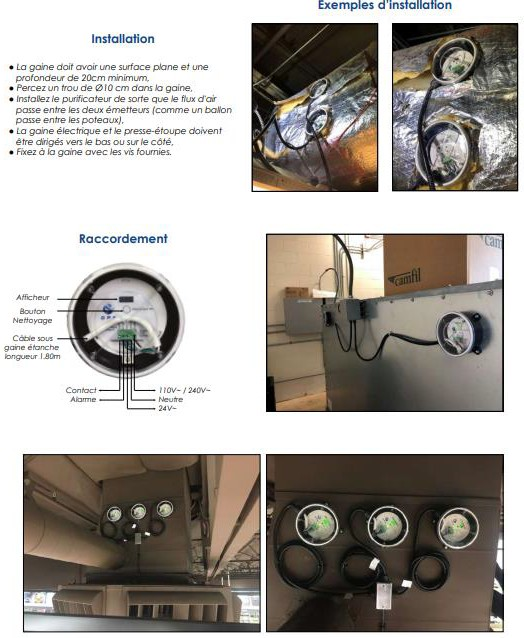 Exemples d'installation
Installation
● La gaine doit avoir une surface plane et une
profondeur de 20cm minimum,
● Percez un trou de Ø10 cm dans la gaine,
● Installez le purificateur de sorte que le flux d'air
passe entre les deux émetteurs (comme un ballon
passe entre les poteaux),
● La gaine électrique et le presse-étoupe doivent
être dirigés vers le bas ou sur le côté,
● Fixez à la gaine avec les vis fournies.
Raccordement
Afficheur
Bouton
Nettoyage
Câble sous
gaine étanche
longueur 1.80m
Contact
Alarme
110V~ / 240V~
Neutre
24V~
camfil
cam